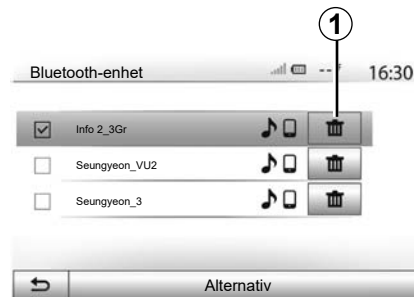 1
Bluetooth-enhet -- ° 16:30
Info 2_3Gr
Seungyeon_VU2
Seungyeon_3
Alternativ